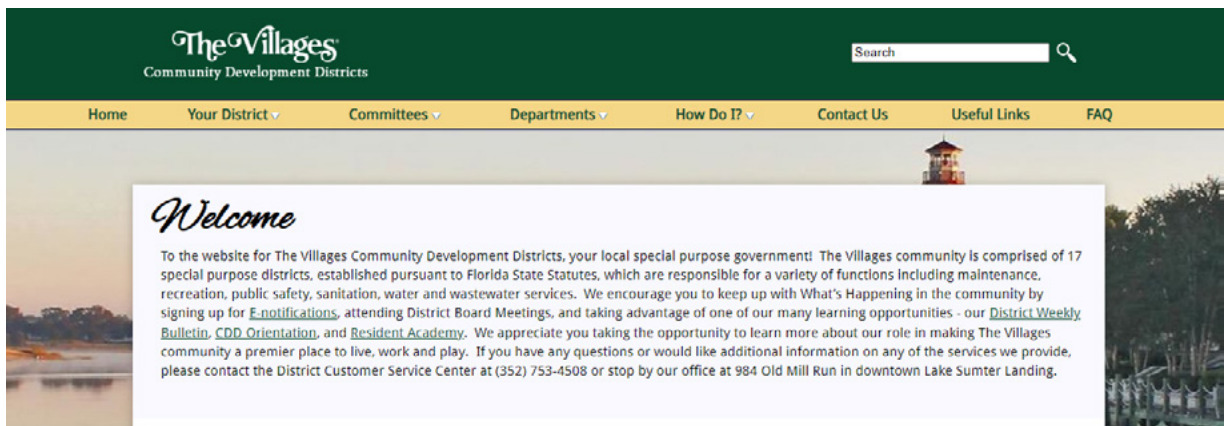 The Villages
Community Development Districts
Search
Home Your District Committees Departments How Do I? Contact Us Useful Links FAQ
Welcome
To the website for The Villages Community Development Districts, your local special purpose government! The Villages community is comprised of 17
special purpose districts, established pursuant to Florida State Statutes, which are responsible for a variety of functions including maintenance,
recreation, public safety, sanitation, water and wastewater services. We encourage you to keep up with What's Happening in the community by
signing up for E-notifications, attending District Board Meetings, and taking advantage of one of our many learning opportunities - our District Weekly
Bulletin, CDD Orientation, and Resident Academy. We appreciate you taking the opportunity to learn more about our role in making The Villages
community a premier place to live, work and play. If you have any questions or would like additional information on any of the services we provide,
please contact the District Customer Service Center at (352) 753-4508 or stop by our office at 984 Old Mill Run in downtown Lake Sumter Landing.